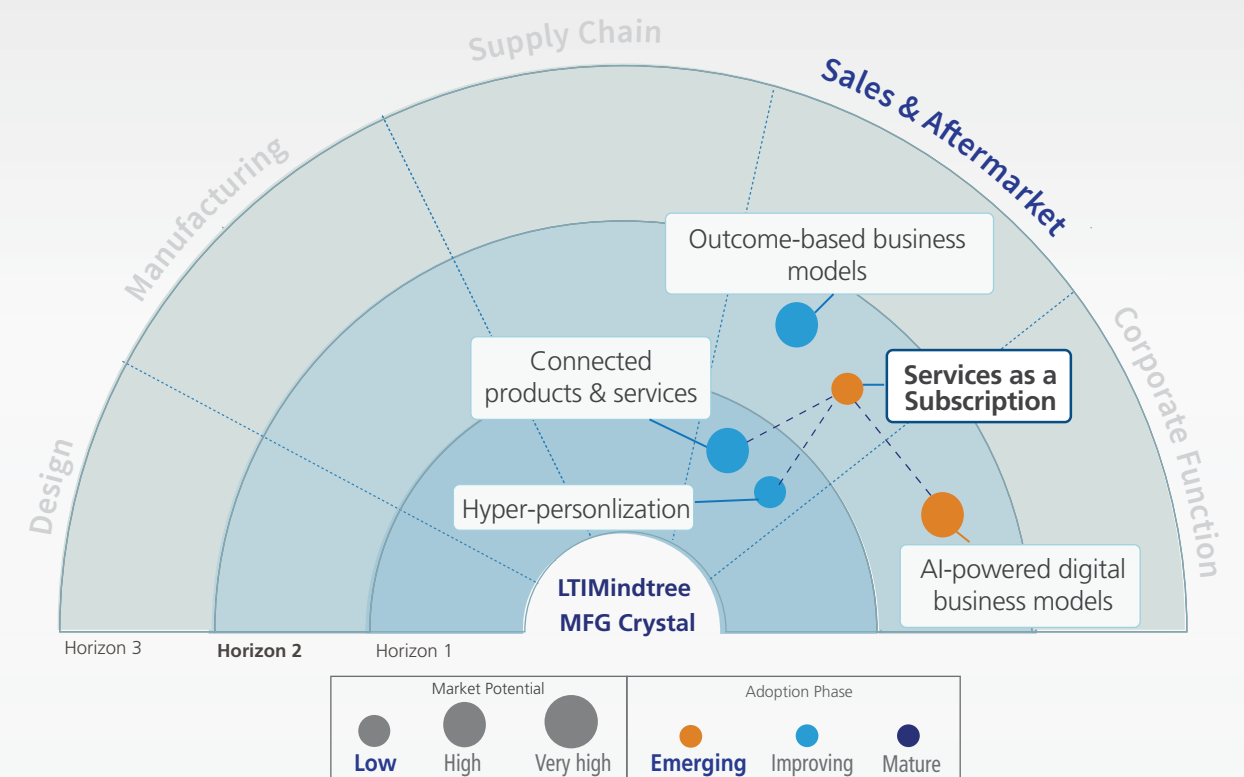 Supply Chain
Sales & Aftermarket
Manufacturing
Design
Corporate Function
Outcome-based business
models
Connected
products & services
Services as a
Subscription
Hyper-personlization
AI-powered digital
business models
LTIMindtree
MFG Crystal
Horizon 3
Horizon 2
Horizon 1
Market Potential
Low
High
Very high
Adoption Phase
Emerging
Improving
Mature